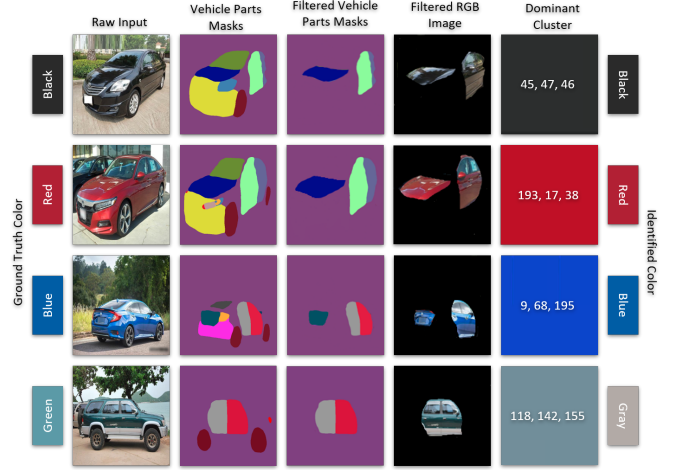 Raw Input
Vehicle Parts
Masks
Filtered Vehicle
Parts Masks
Filtered RGB
Image
Dominant
Cluster
Ground Truth Color
Identified Color
Black
45, 47, 46
Black
Red
193, 17, 38
Red
Blue
9, 68, 195
Blue
Green
118, 142, 155
Gray